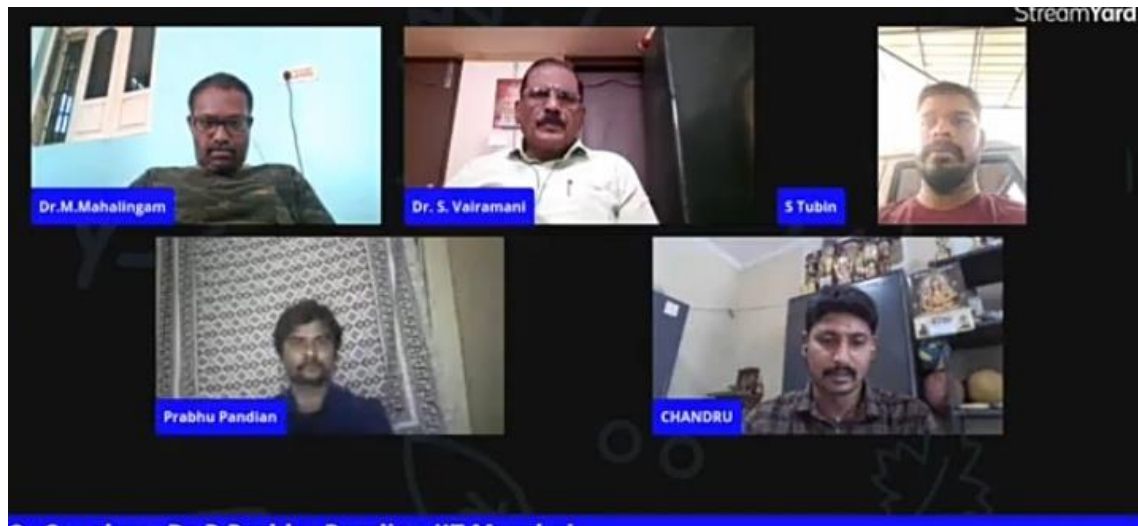 StreamYard
Dr.M.Mahalingam
Dr. S. Vairamani
S Tubin
Prabhu Pandian
CHANDRU